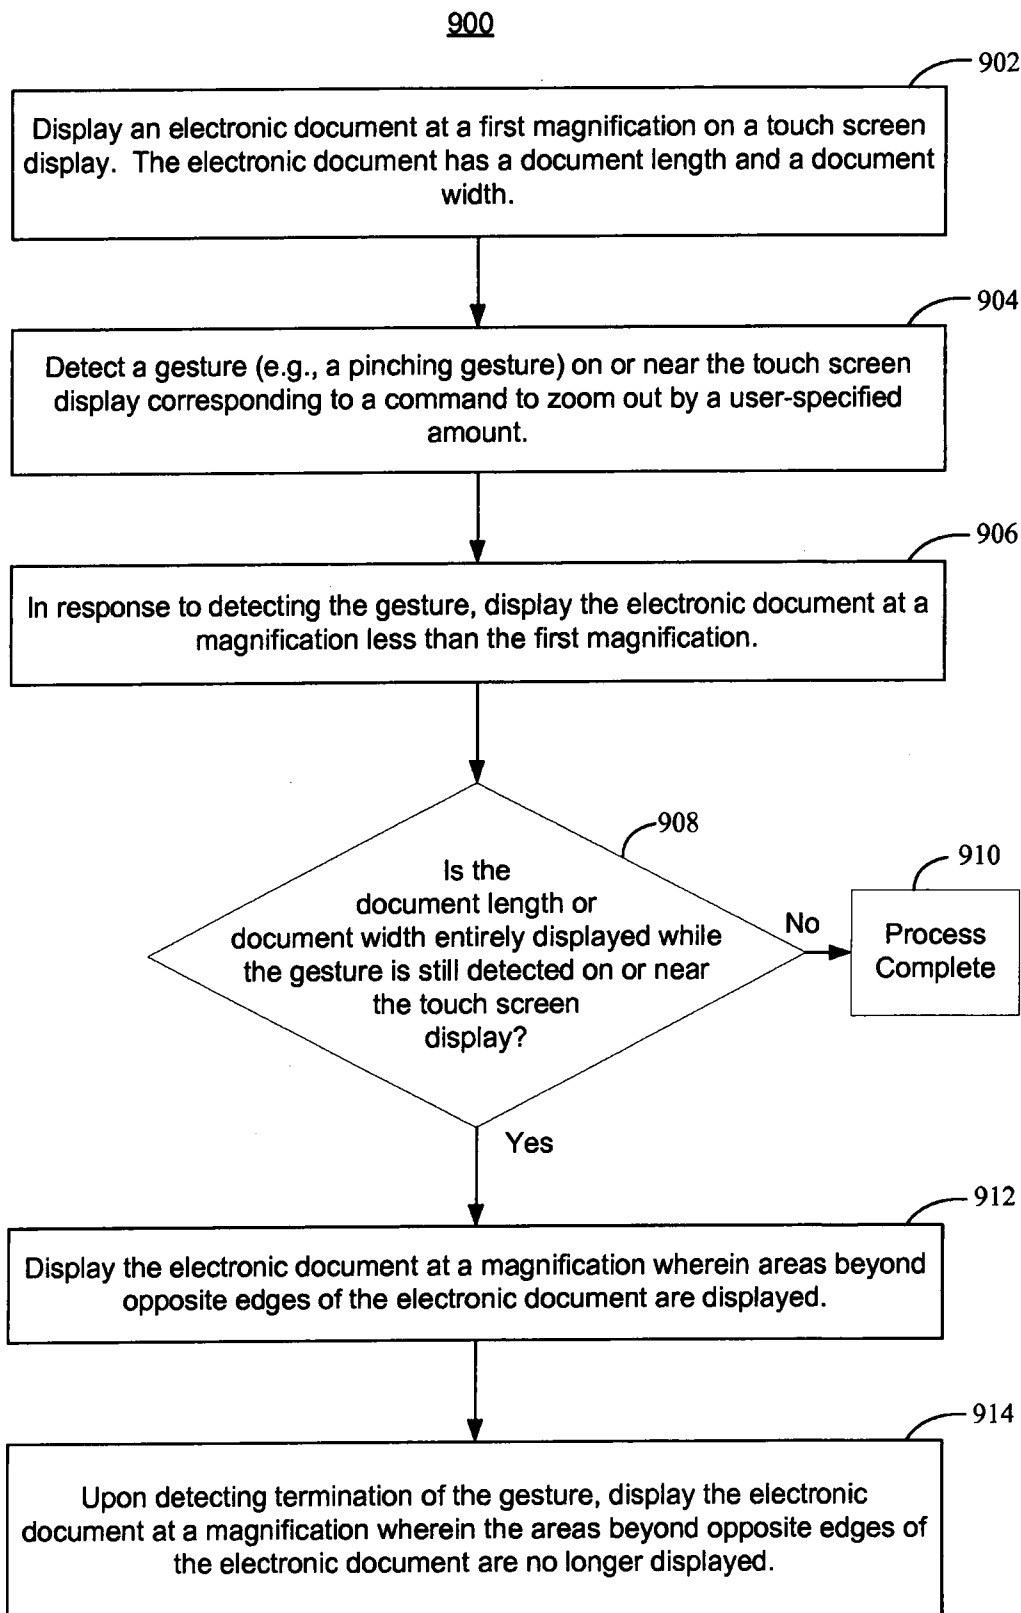 900
902
Display an electronic document at a first magnification on a touch screen
display. The electronic document has a document length and a document
width.
904
Detect a gesture (e.g., a pinching gesture) on or near the touch screen
display corresponding to a command to zoom out by a user-specified
amount.
906
In response to detecting the gesture, display the electronic document at a
magnification less than the first magnification.
908
Is the
document length or
document width entirely displayed while
the gesture is still detected on or near
the touch screen
display?
No
910
Process
Complete
Yes
912
Display the electronic document at a magnification wherein areas beyond
opposite edges of the electronic document are displayed.
914
Upon detecting termination of the gesture, display the electronic
document at a magnification wherein the areas beyond opposite edges of
the electronic document are no longer displayed.